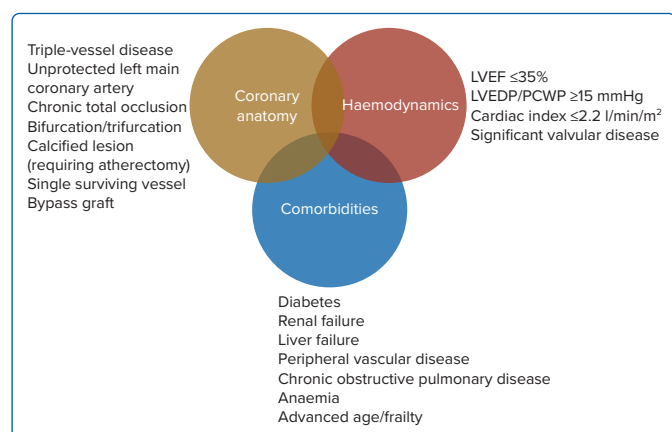 Triple-vessel disease
Unprotected left main
coronary artery
Chronic total occlusion
Bifurcation/trifurcation
Calcified lesion
(requiring atherectomy)
Single surviving vessel
Bypass graft
Coronary
anatomy
Haemodynamics
LVEF ≤35%
LVEDP/PCWP ≥15 mmHg
Cardiac index ≤2.2 l/min/m²
Significant valvular disease
Comorbidities
Diabetes
Renal failure
Liver failure
Peripheral vascular disease
Chronic obstructive pulmonary disease
Anaemia
Advanced age/frailty